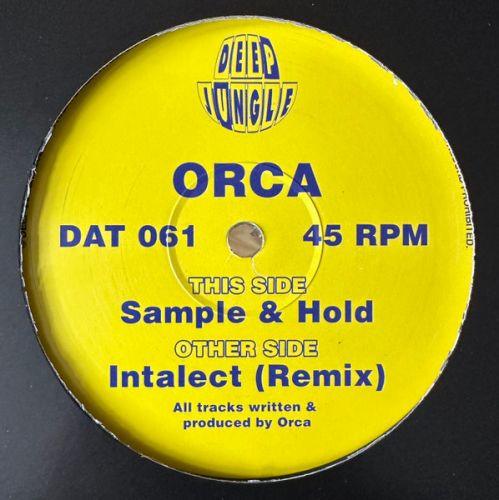 DEEP
JUNGLE
ORCA
DAT 061 45 RPM
THIS SIDE
Sample & Hold
OTHER SIDE
Intalect (Remix)
All tracks written &
produced by Orca
PROHIBITED.